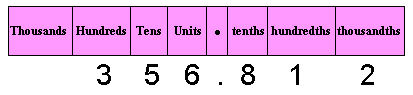 Thousands Hundreds Tens Units . tenths hundredths thousandths
3 5 6 . 8 1 2